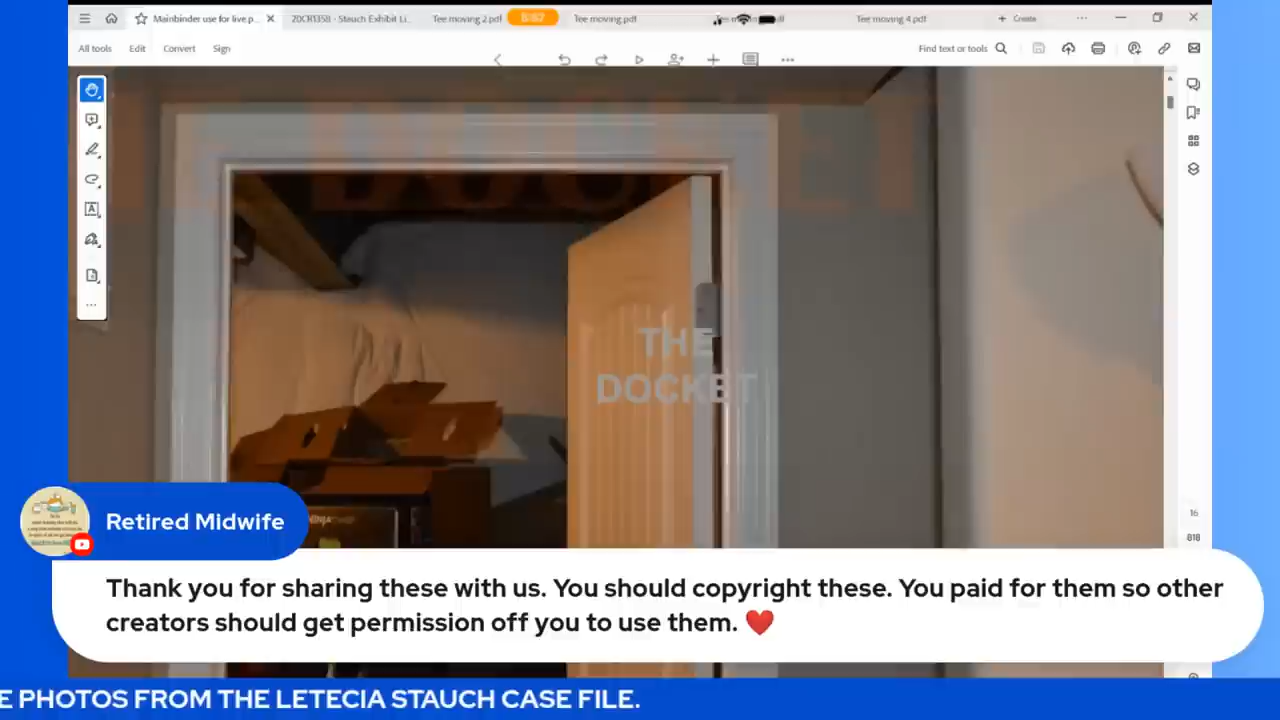 Mainbinder use for live p...
20CR1358 - Stauch Exhibit Li...
Tee moving 2.pdf
Tee moving.pdf
Tee moving 4.pdf
Create
All tools
Edit
Convert
Sign
Find text or tools
THE
DOCKET
16
818
Retired Midwife
Thank you for sharing these with us. You should copyright these. You paid for them so other
creators should get permission off you to use them. ❤️
E PHOTOS FROM THE LETECIA STAUCH CASE FILE.